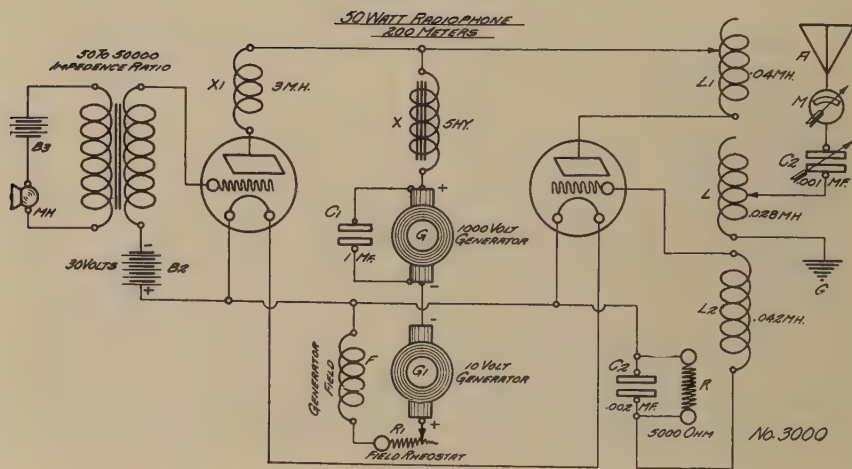 50 WATT RADIOPHONE
200 METERS
50 TO 50000
IMPEDENCE RATIO
X1
3 M.H.
X
5 HY.
L1
.04 MH.
A
M
C2
.001 MF.
B3
MH
L
.028 MH
G
C1
1 MF.
G
1000 VOLT
GENERATOR
+
-
-
30 VOLTS
B2
+
L2
.042 MH.
GENERATOR
FIELD
F
-
G1
10 VOLT
GENERATOR
+
R1
FIELD RHEOSTAT
C2
.002 MF.
R
5000 OHM
No. 3000